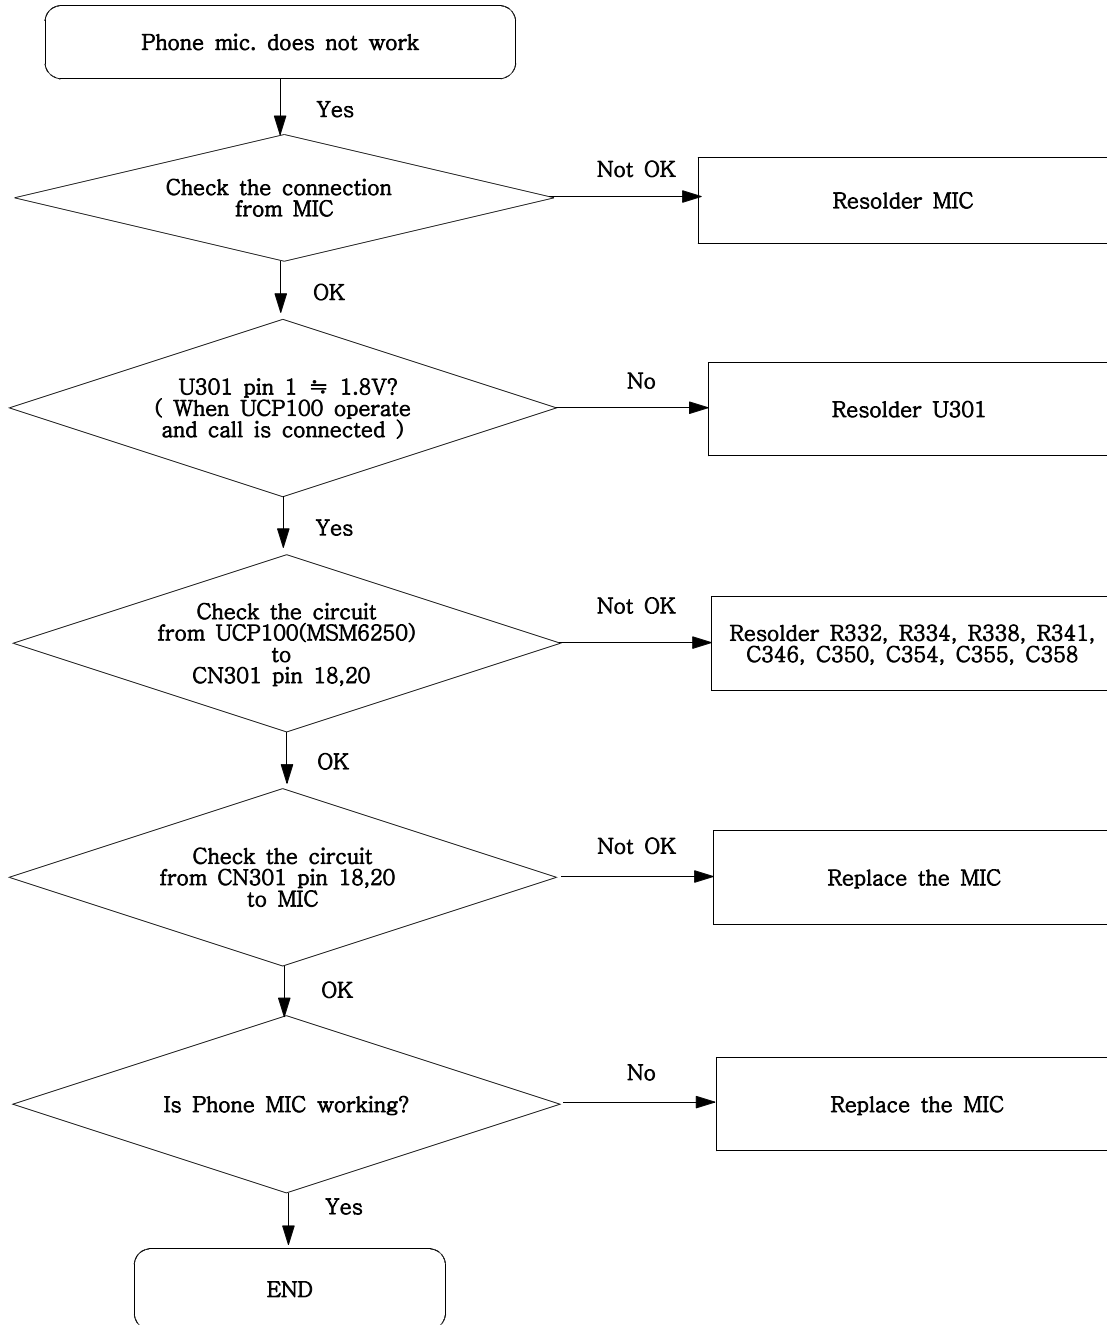 Phone mic. does not work
Yes
Check the connection
from MIC
Not OK
Resolder MIC
OK
U301 pin 1 ≒ 1.8V?
( When UCP100 operate
and call is connected )
No
Resolder U301
Yes
Check the circuit
from UCP100(MSM6250)
to
CN301 pin 18,20
Not OK
Resolder R332, R334, R338, R341,
C346, C350, C354, C355, C358
OK
Check the circuit
from CN301 pin 18,20
to MIC
Not OK
Replace the MIC
OK
Is Phone MIC working?
No
Replace the MIC
Yes
END